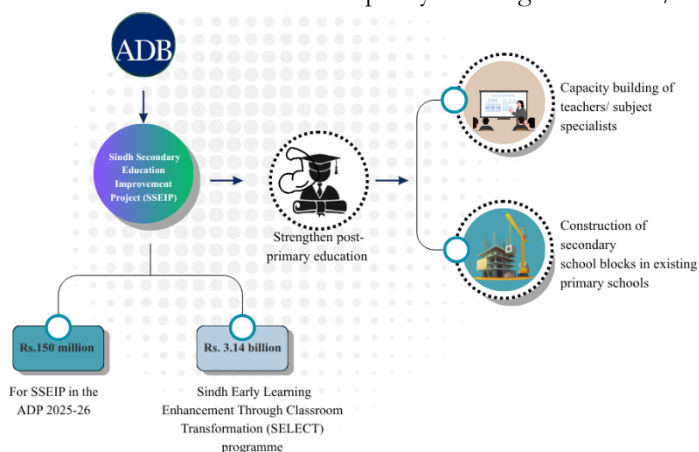 ADB
Sindh Secondary
Education
Improvement
Project (SSEIP)
Strengthen post-
primary education
Capacity building of
teachers/ subject
specialists
Construction of
secondary
school blocks in existing
primary schools
Rs.150 million
For SSEIP in the
ADP 2025-26
Rs. 3.14 billion
Sindh Early Learning
Enhancement Through Classroom
Transformation (SELECT)
programme